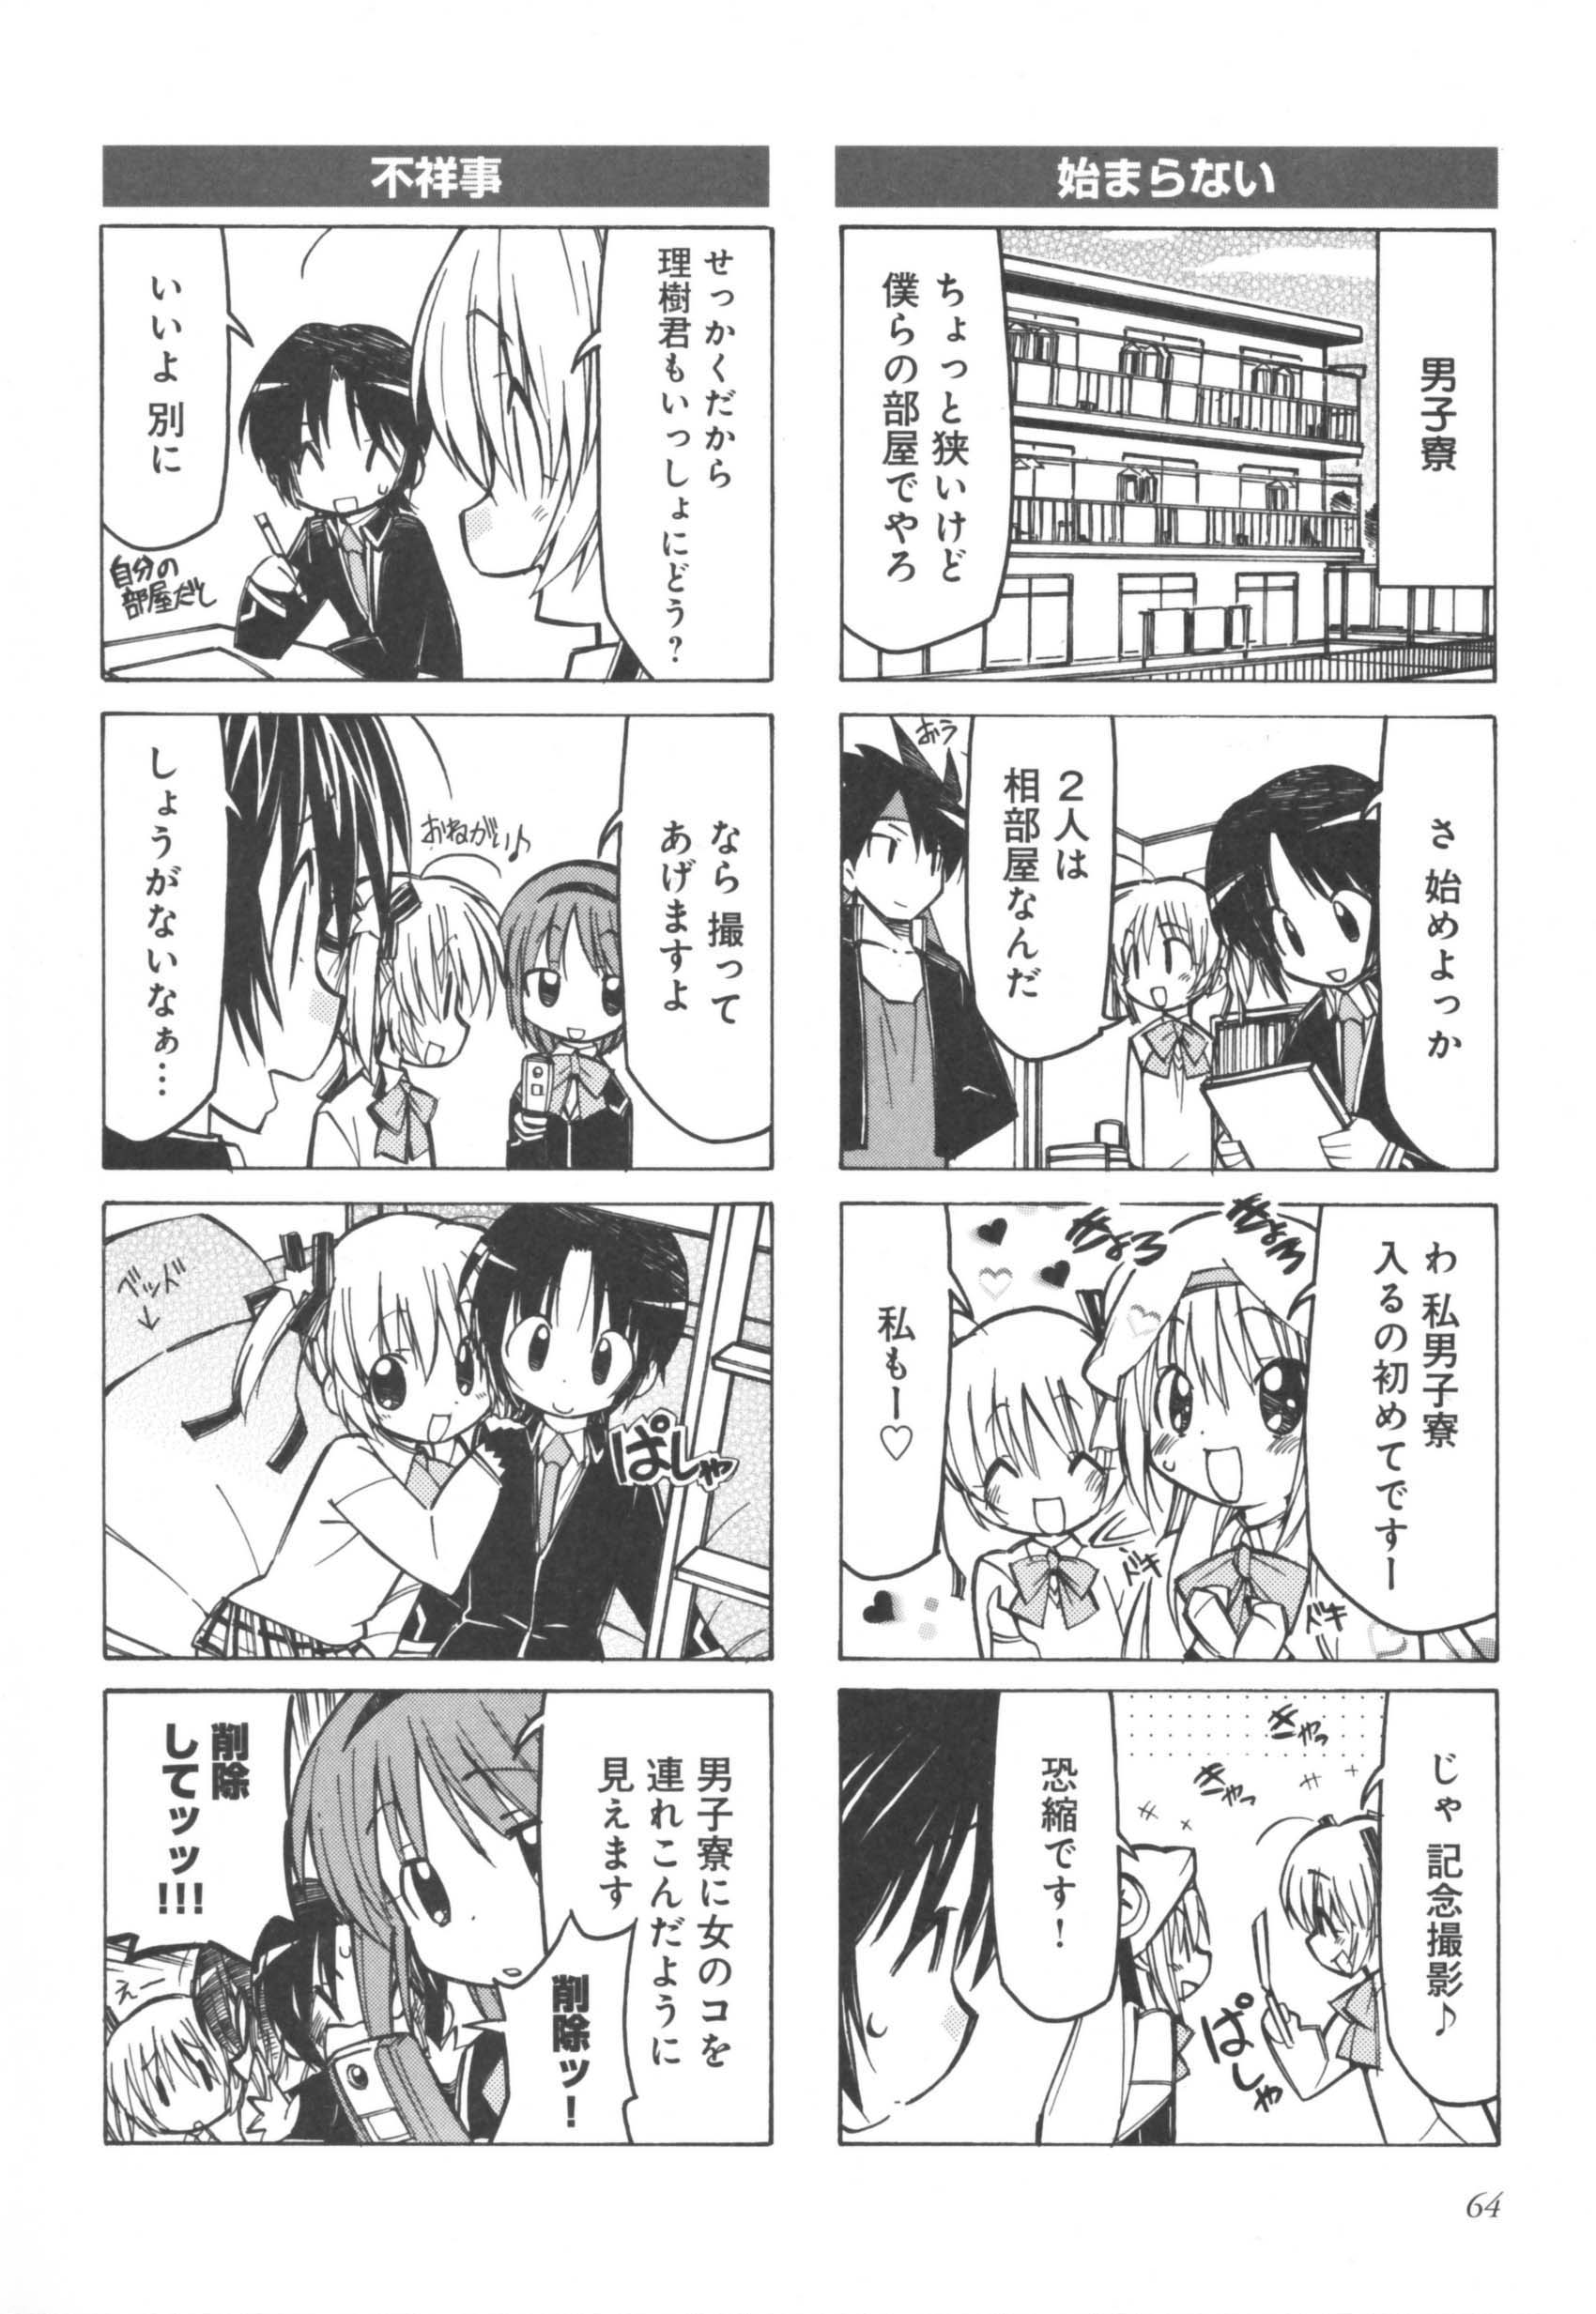 始まらない
男子寮
ちょっと狭いけど
僕らの部屋でやろ
さ 始めよっか
2人は
相部屋なんだ
おう
わ 私男子寮
入るの初めてですー
きょろ
きょろ
私もー♡
ドキ
ドキ
じゃ 記念撮影♪
きゃっ
きゃっ
ぱしゃ
恐縮です!
不祥事
せっかくだから
理樹君もいっしょにどう?
いいよ 別に
自分の
部屋だし
なら 撮って
あげますよ
おねがい♪
しょうがないなぁ…
ベッド
↓
ぱしゃ
男子寮に女のコを
連れこんだように
見えます
削除ッ!
削除
してッッ!!!
えー
64